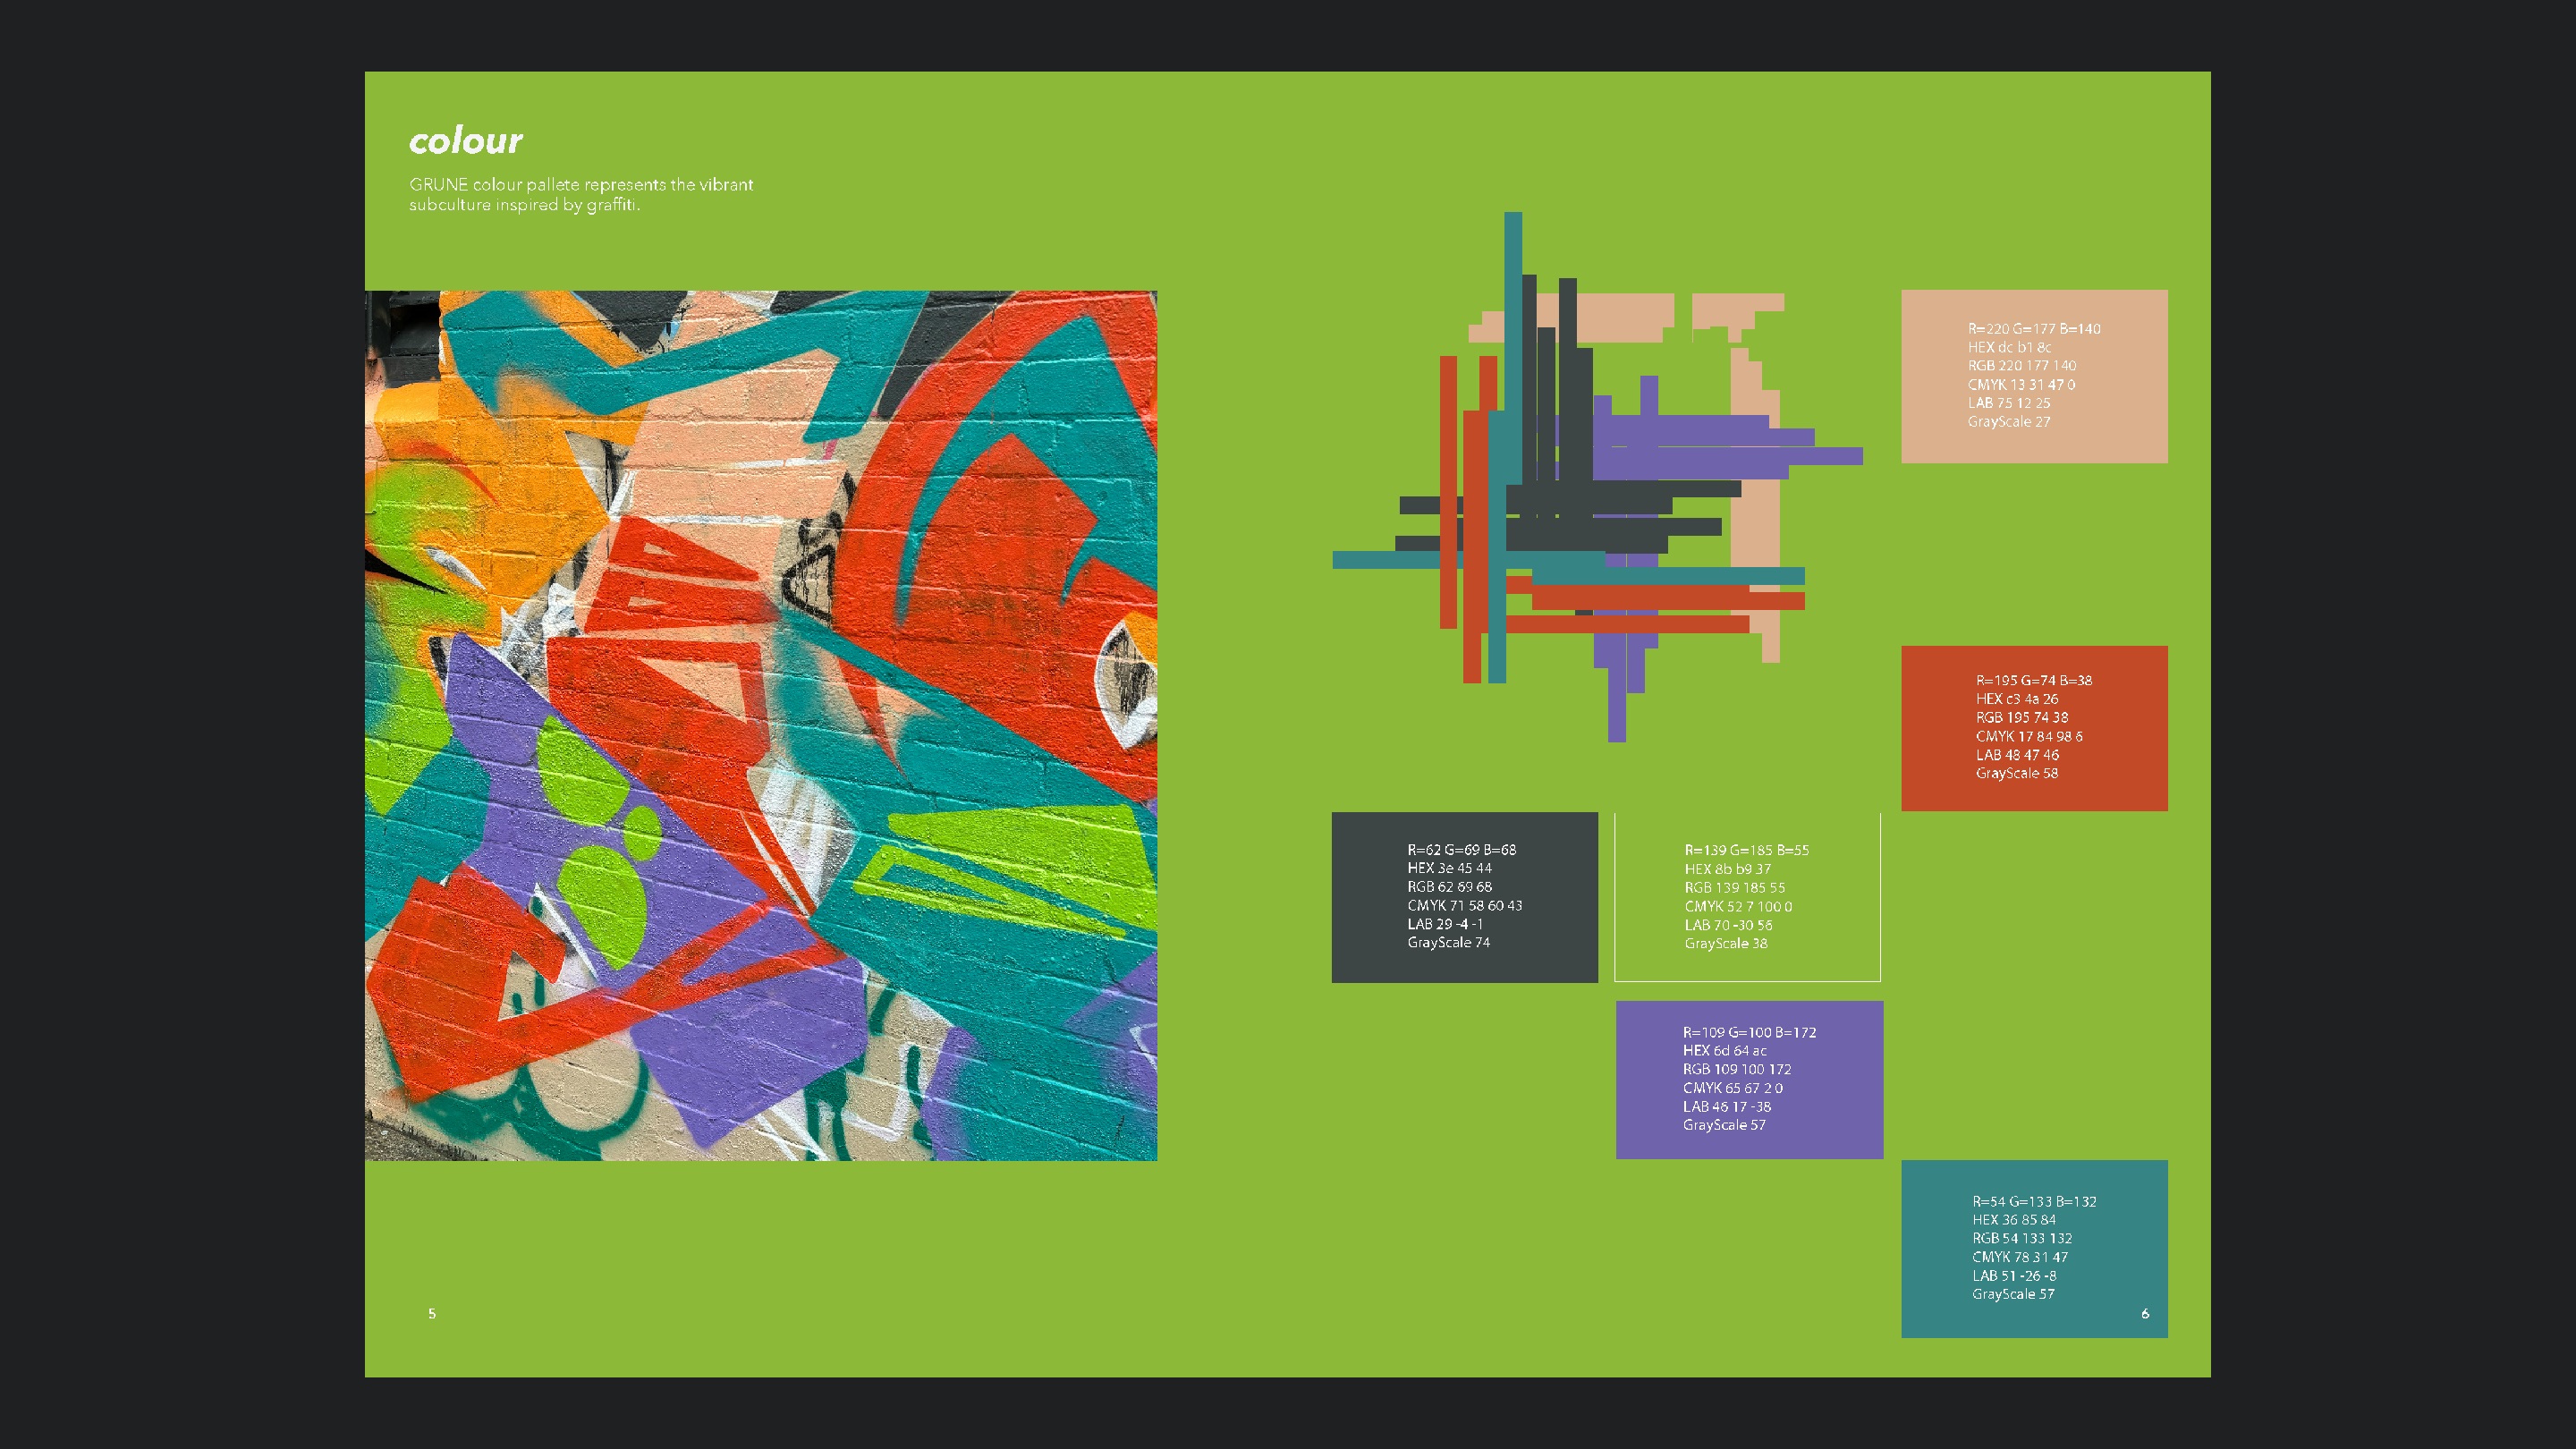 colour
GRUNE colour pallete represents the vibrant
subculture inspired by graffiti.
R=220 G=177 B=140
HEX dc b1 8c
RGB 220 177 140
CMYK 13 31 47 0
LAB 75 12 25
GrayScale 27
R=195 G=74 B=38
HEX c3 4a 26
RGB 195 74 38
CMYK 17 84 98 6
LAB 48 47 46
GrayScale 58
R=62 G=69 B=68
HEX 3e 45 44
RGB 62 69 68
CMYK 71 58 60 43
LAB 29 -4 -1
GrayScale 74
R=139 G=185 B=55
HEX 8b b9 37
RGB 139 185 55
CMYK 52 7 100 0
LAB 70 -30 56
GrayScale 38
R=109 G=100 B=172
HEX 6d 64 ac
RGB 109 100 172
CMYK 65 67 2 0
LAB 46 17 -38
GrayScale 57
R=54 G=133 B=132
HEX 36 85 84
RGB 54 133 132
CMYK 78 31 47
LAB 51 -26 -8
GrayScale 57
5
6